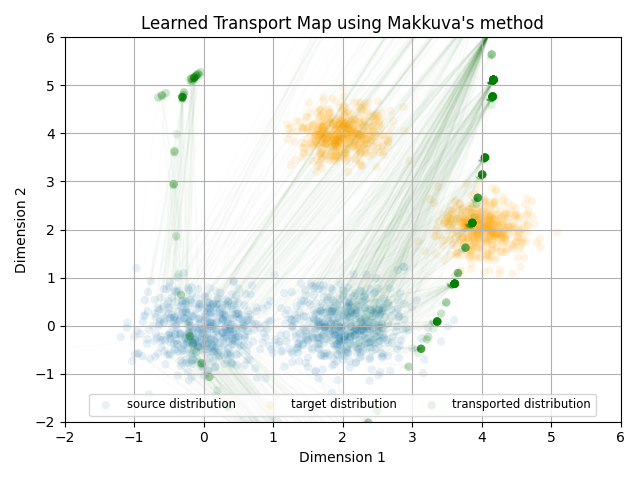 Learned Transport Map using Makkuva's method
6
5
4
3
2
1
0
−1
−2
Dimension 2
source distribution target distribution transported distribution
−2 −1 0 1 2 3 4 5 6
Dimension 1